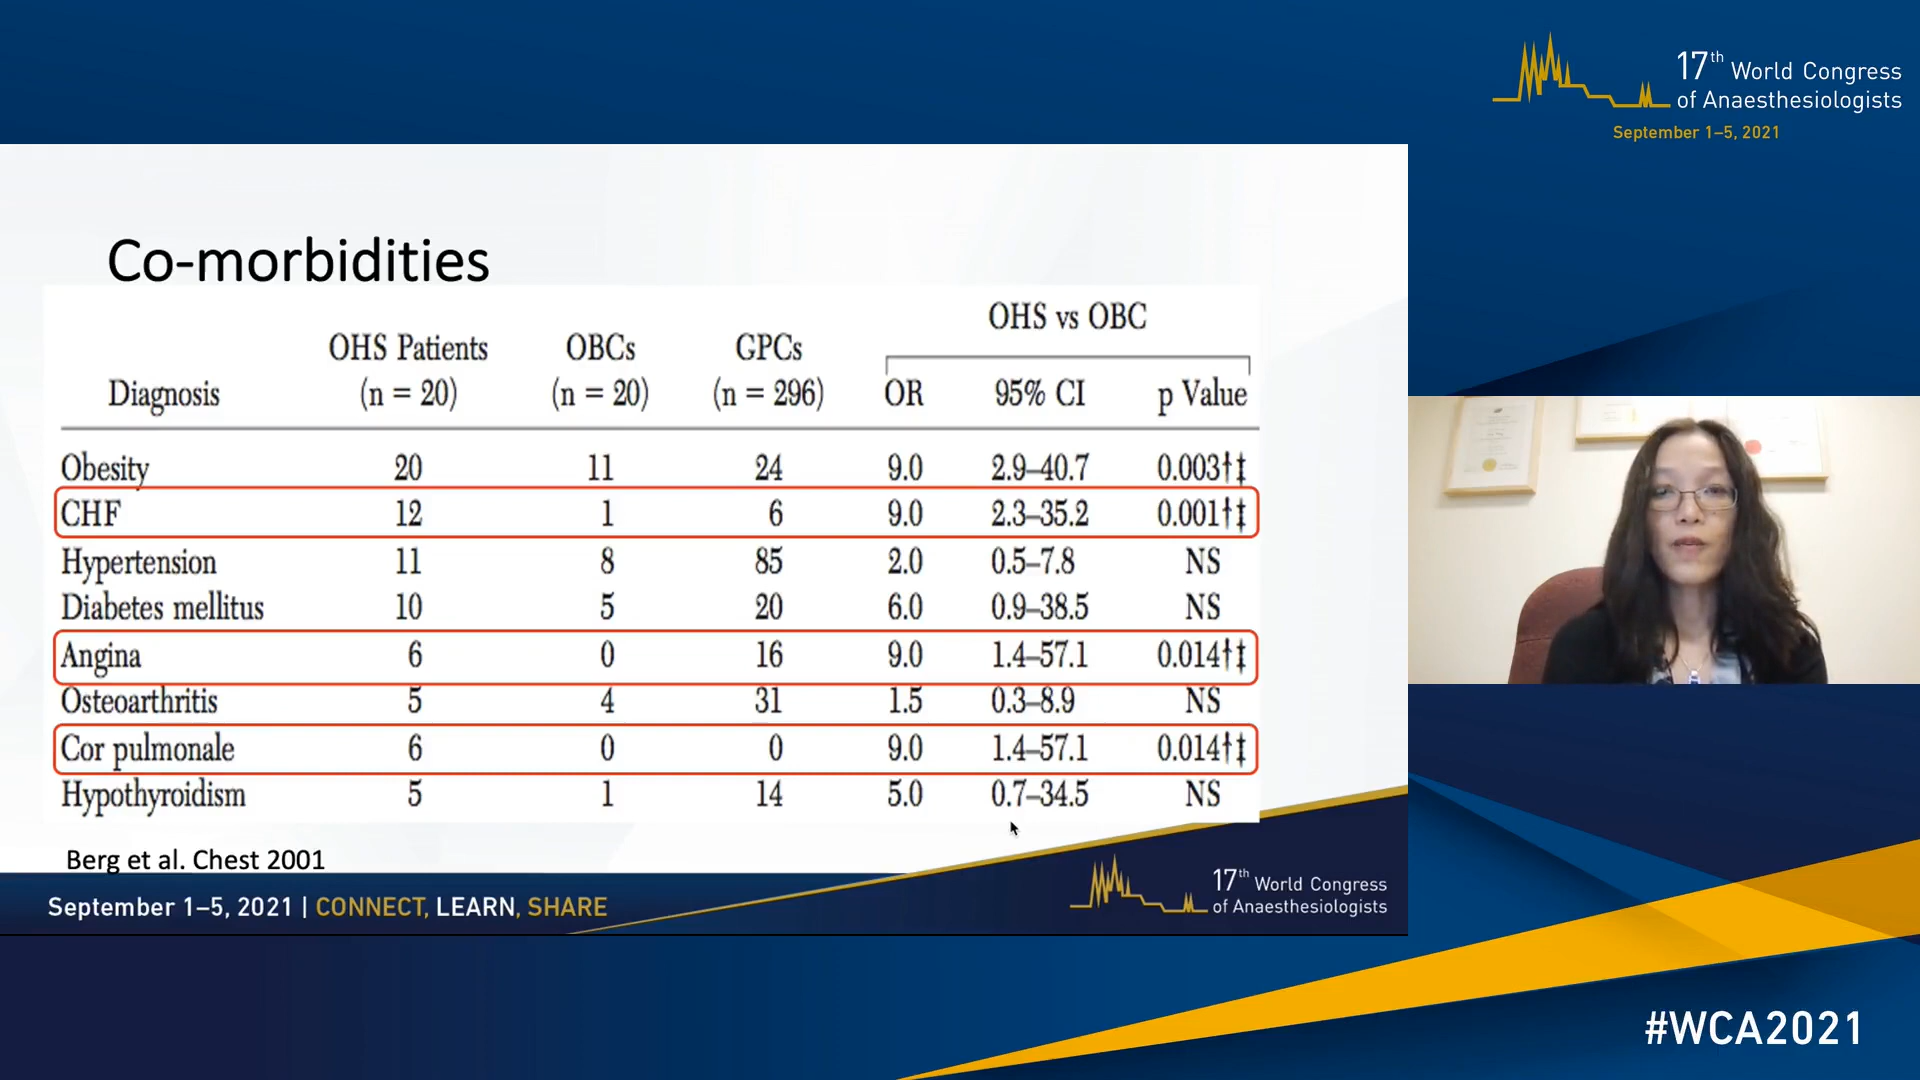 17th World Congress
of Anaesthesiologists
September 1–5, 2021
Co-morbidities
OHS vs OBC
OHS Patients OBCs GPCs
Diagnosis (n = 20) (n = 20) (n = 296) OR 95% CI p Value
Obesity 20 11 24 9.0 2.9–40.7 0.003†‡
CHF 12 1 6 9.0 2.3–35.2 0.001†‡
Hypertension 11 8 85 2.0 0.5–7.8 NS
Diabetes mellitus 10 5 20 6.0 0.9–38.5 NS
Angina 6 0 16 9.0 1.4–57.1 0.014†‡
Osteoarthritis 5 4 31 1.5 0.3–8.9 NS
Cor pulmonale 6 0 0 9.0 1.4–57.1 0.014†‡
Hypothyroidism 5 1 14 5.0 0.7–34.5 NS
Berg et al. Chest 2001
September 1–5, 2021 | CONNECT, LEARN, SHARE
17th World Congress
of Anaesthesiologists
#WCA2021